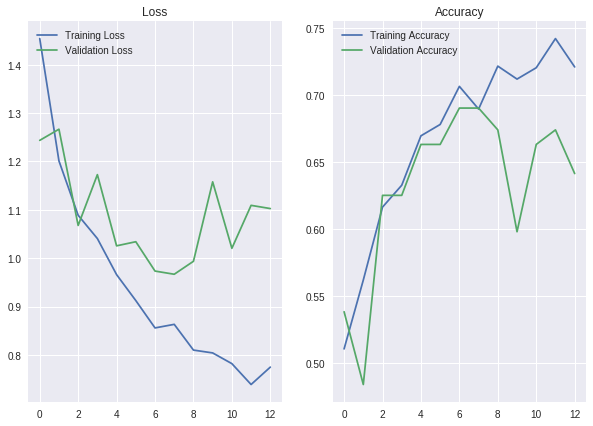 Loss
Training Loss
Validation Loss
1.4
1.3
1.2
1.1
1.0
0.9
0.8
0 2 4 6 8 10 12
Accuracy
Training Accuracy
Validation Accuracy
0.75
0.70
0.65
0.60
0.55
0.50
0 2 4 6 8 10 12